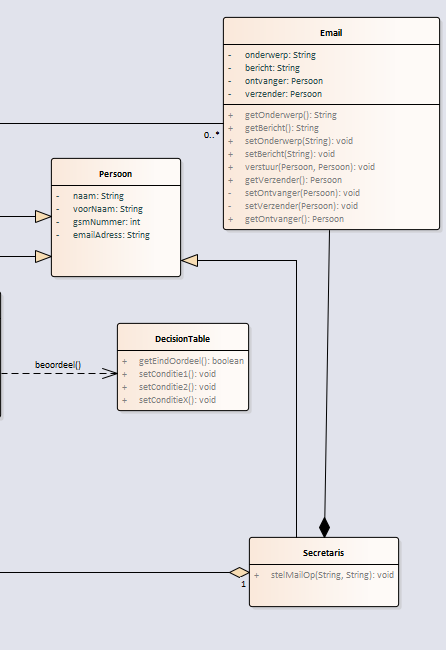 Email
- onderwerp: String
- bericht: String
- ontvanger: Persoon
- verzender: Persoon
+ getOnderwerp(): String
+ getBericht(): String
+ setOnderwerp(String): void
+ setBericht(String): void
+ verstuur(Persoon, Persoon): void
+ getVerzender(): Persoon
- setOntvanger(Persoon): void
- setVerzender(Persoon): void
+ getOntvanger(): Persoon
0..*
Persoon
- naam: String
- voorNaam: String
- gsmNummer: int
- emailAdress: String
DecisionTable
+ getEindOordeel(): boolean
+ setConditie1(): void
+ setConditie2(): void
+ setConditieX(): void
beoordeel()
Secretaris
+ stelMailOp(String, String): void
1